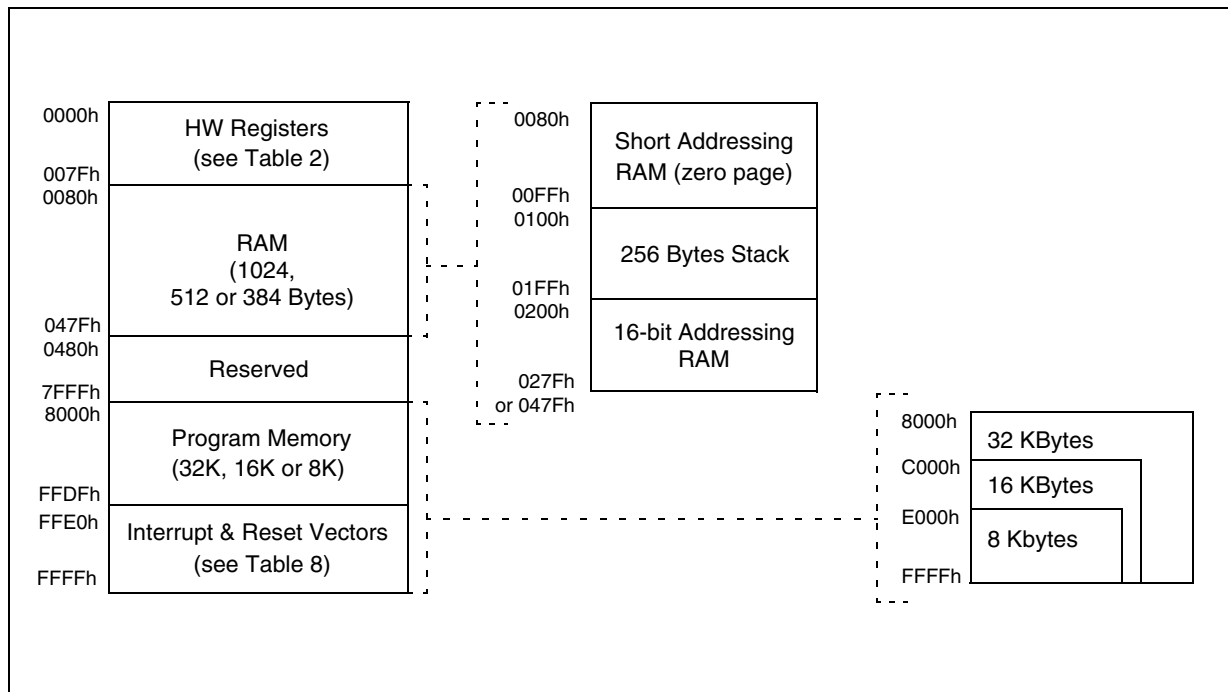 0000h
HW Registers
(see Table 2)
007Fh
0080h
RAM
(1024,
512 or 384 Bytes)
047Fh
0480h
Reserved
7FFFh
8000h
Program Memory
(32K, 16K or 8K)
FFDFh
FFE0h
Interrupt & Reset Vectors
(see Table 8)
FFFFh
0080h
Short Addressing
RAM (zero page)
00FFh
0100h
256 Bytes Stack
01FFh
0200h
16-bit Addressing
RAM
027Fh
or 047Fh
8000h
32 KBytes
C000h
16 KBytes
E000h
8 Kbytes
FFFFh